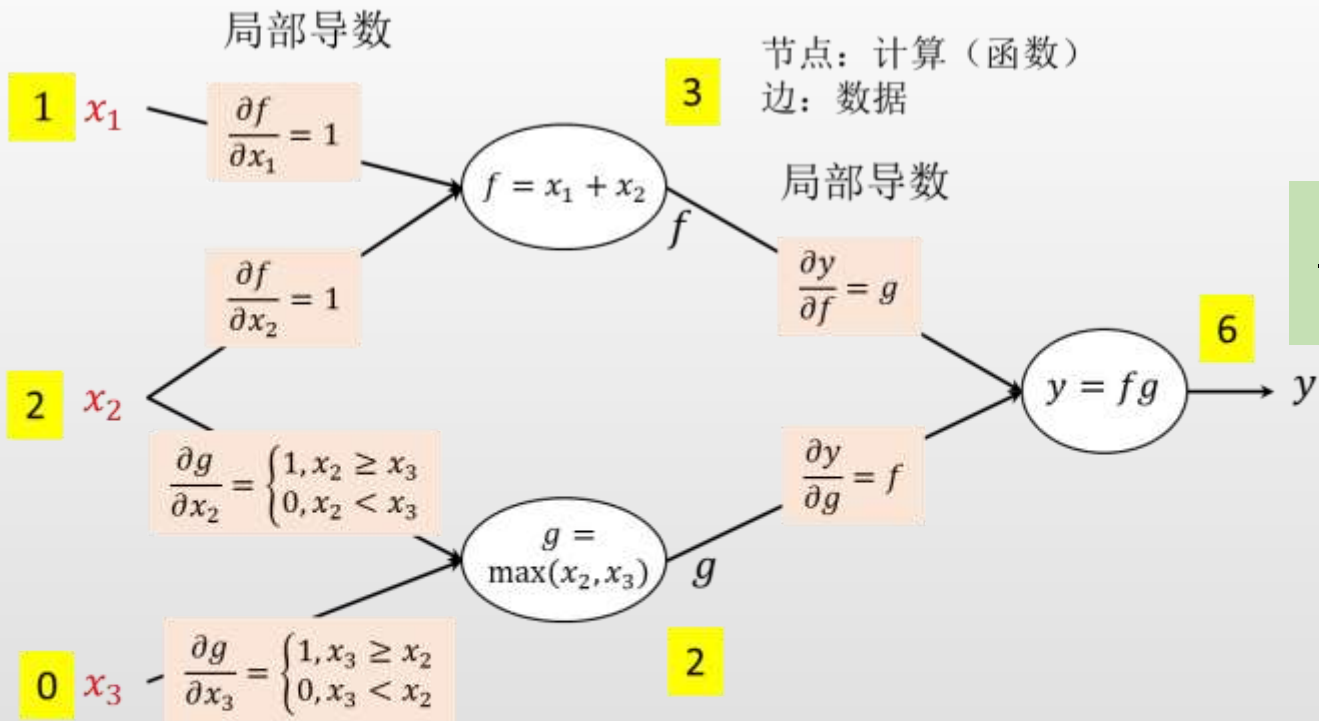 局部导数
节点：计算（函数）
边：数据
1 x₁
∂f/∂x₁ = 1
3
f = x₁ + x₂
f
局部导数
∂f/∂x₂ = 1
∂y/∂f = g
6
2 x₂
y = fg
y
∂g/∂x₂ = {1, x₂ ≥ x₃
0, x₂ < x₃
∂y/∂g = f
g =
max(x₂, x₃)
g
2
0 x₃
∂g/∂x₃ = {1, x₃ ≥ x₂
0, x₃ < x₂